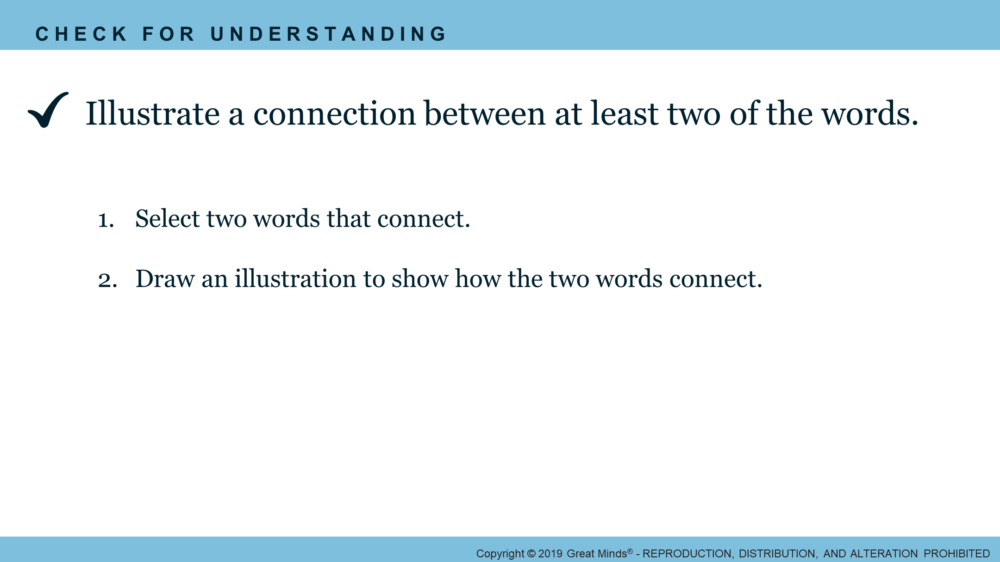 CHECK FOR UNDERSTANDING
Illustrate a connection between at least two of the words.
1. Select two words that connect.
2. Draw an illustration to show how the two words connect.
Copyright © 2019 Great Minds® - REPRODUCTION, DISTRIBUTION, AND ALTERATION PROHIBITED